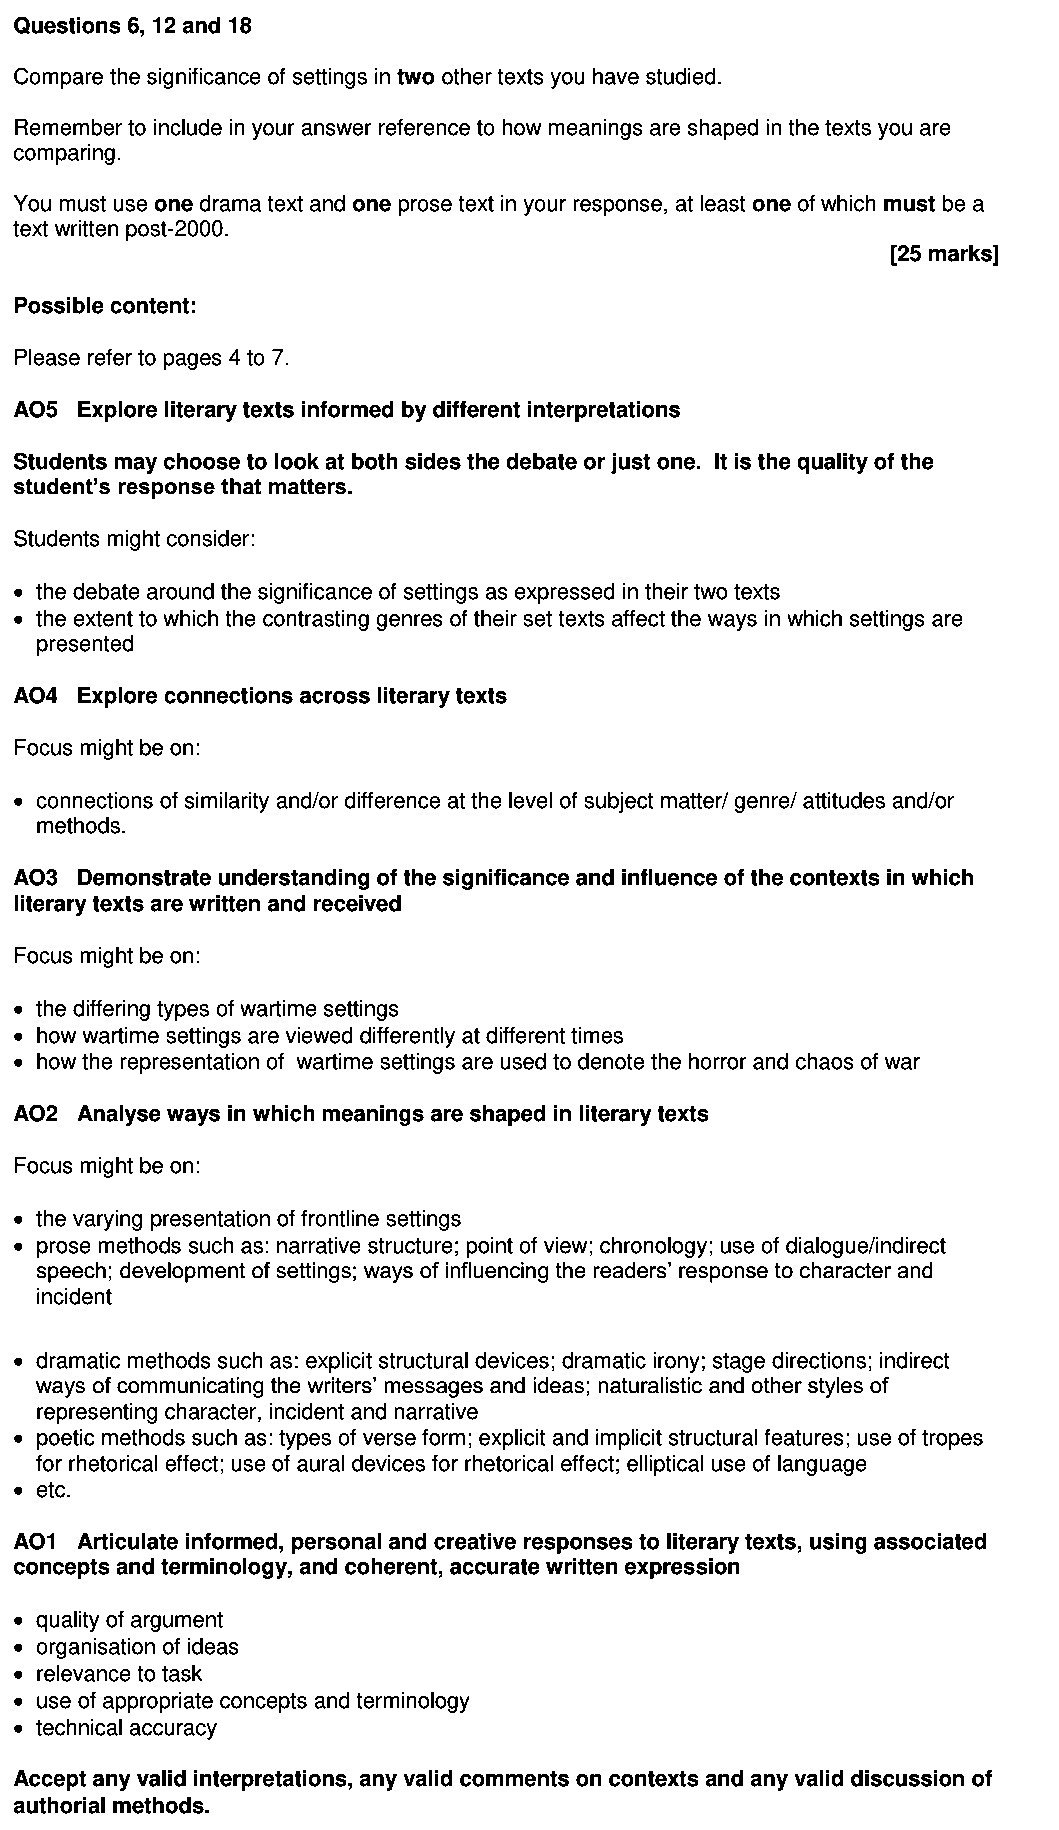 Questions 6, 12 and 18
Compare the significance of settings in two other texts you have studied.
Remember to include in your answer reference to how meanings are shaped in the texts you are
comparing.
You must use one drama text and one prose text in your response, at least one of which must be a
text written post-2000.
[25 marks]
Possible content:
Please refer to pages 4 to 7.
AO5 Explore literary texts informed by different interpretations
Students may choose to look at both sides the debate or just one. It is the quality of the
student's response that matters.
Students might consider:
• the debate around the significance of settings as expressed in their two texts
• the extent to which the contrasting genres of their set texts affect the ways in which settings are
presented
AO4 Explore connections across literary texts
Focus might be on:
• connections of similarity and/or difference at the level of subject matter/ genre/ attitudes and/or
methods.
AO3 Demonstrate understanding of the significance and influence of the contexts in which
literary texts are written and received
Focus might be on:
• the differing types of wartime settings
• how wartime settings are viewed differently at different times
• how the representation of wartime settings are used to denote the horror and chaos of war
AO2 Analyse ways in which meanings are shaped in literary texts
Focus might be on:
• the varying presentation of frontline settings
• prose methods such as: narrative structure; point of view; chronology; use of dialogue/indirect
speech; development of settings; ways of influencing the readers' response to character and
incident
• dramatic methods such as: explicit structural devices; dramatic irony; stage directions; indirect
ways of communicating the writers' messages and ideas; naturalistic and other styles of
representing character, incident and narrative
• poetic methods such as: types of verse form; explicit and implicit structural features; use of tropes
for rhetorical effect; use of aural devices for rhetorical effect; elliptical use of language
• etc.
AO1 Articulate informed, personal and creative responses to literary texts, using associated
concepts and terminology, and coherent, accurate written expression
• quality of argument
• organisation of ideas
• relevance to task
• use of appropriate concepts and terminology
• technical accuracy
Accept any valid interpretations, any valid comments on contexts and any valid discussion of
authorial methods.